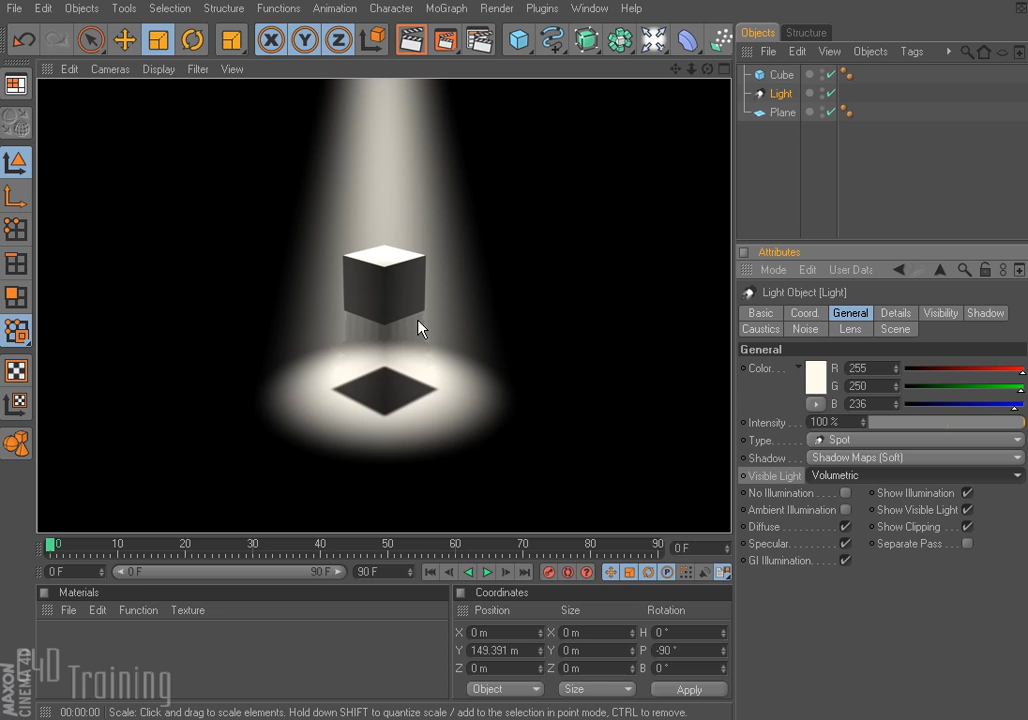 File Edit Objects Tools Selection Structure Functions Animation Character MoGraph Render Plugins Window Help
Objects Structure
File Edit View Objects Tags
Edit Cameras Display Filter View
Cube
Light
Plane
Attributes
Mode Edit User Data
Light Object [Light]
Basic Coord. General Details Visibility Shadow
Caustics Noise Lens Scene
General
Color. . . R 255
G 250
B 236
Intensity . . 100 %
Type. . . . Spot
Shadow. . . . Shadow Maps (Soft)
Visible Light Volumetric
No Illumination . . . . Show Illumination
Ambient Illumination Show Visible Light
Diffuse . . . . . . . . . . Show Clipping . . .
Specular. . . . . . . . . Separate Pass . . .
GI Illumination. . . . .
0 10 20 30 40 50 60 70 80 90 0 F
0 F 0 F 90 F 90 F
Materials
File Edit Function Texture
Coordinates
Position Size Rotation
X 0 m X 0 m H 0 °
Y 149.391 m Y 0 m P -90 °
Z 0 m Z 0 m B 0 °
Object Size Apply
MAXON
CINEMA 4D
4D Training
00:00:00 Scale: Click and drag to scale elements. Hold down SHIFT to quantize scale / add to the selection in point mode, CTRL to remove.